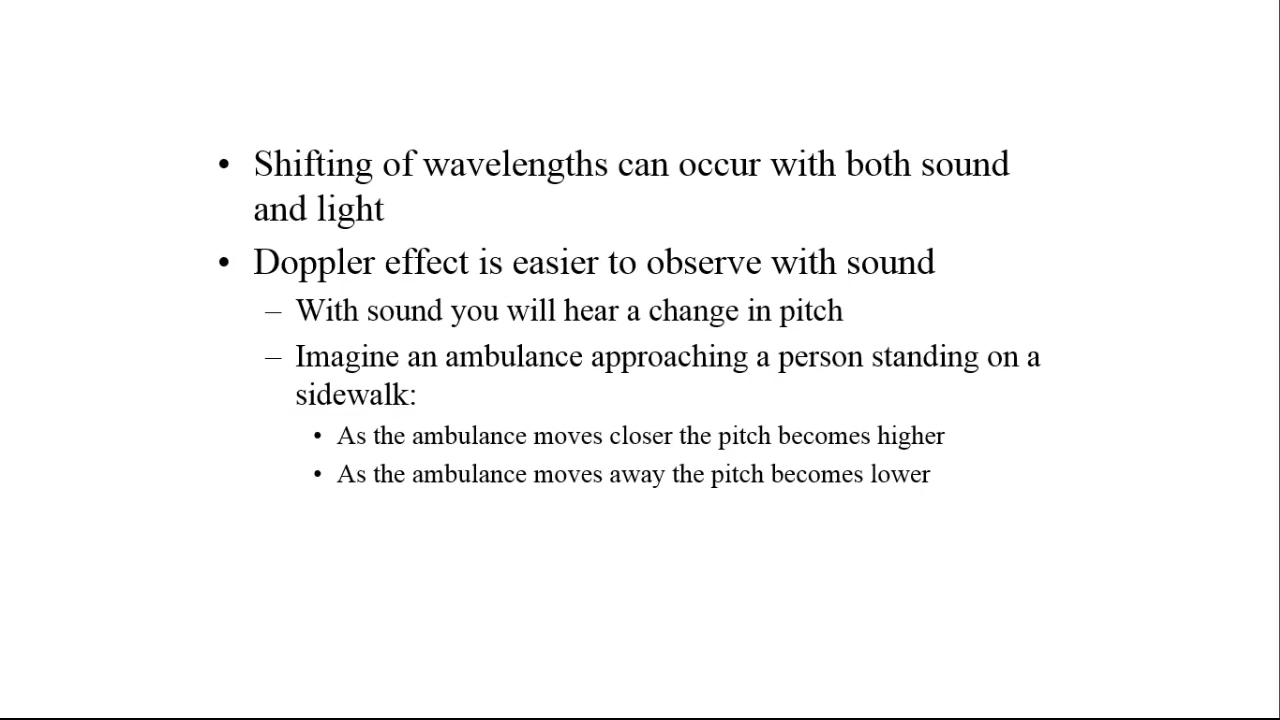 • Shifting of wavelengths can occur with both sound
and light
• Doppler effect is easier to observe with sound
– With sound you will hear a change in pitch
– Imagine an ambulance approaching a person standing on a
sidewalk:
• As the ambulance moves closer the pitch becomes higher
• As the ambulance moves away the pitch becomes lower